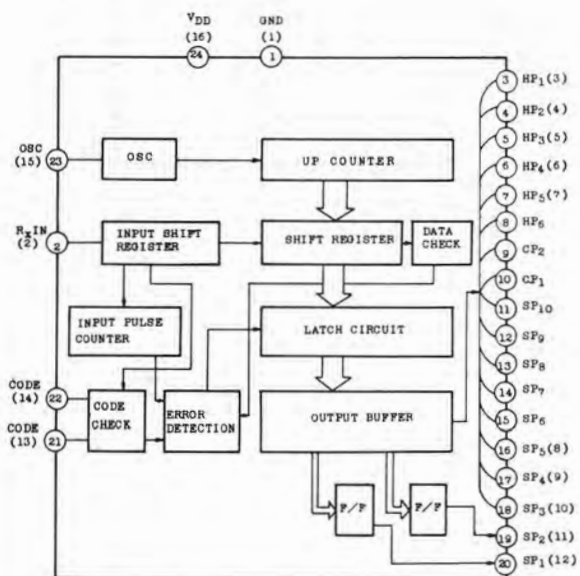 VDD
(16)
24
GND
(1)
1
3 HP1(3)
4 HP2(4)
5 HP3(5)
6 HP4(6)
7 HP5(7)
8 HP6
9 CP2
10 CP1
11 SP10
12 SP9
13 SP8
14 SP7
15 SP6
16 SP5(8)
17 SP4(9)
18 SP3(10)
19 SP2(11)
20 SP1(12)
OSC
(15)
23
OSC
UP COUNTER
RXIN
(2)
2
INPUT SHIFT
REGISTER
SHIFT REGISTER
DATA
CHECK
INPUT PULSE
COUNTER
LATCH CIRCUIT
CODE
(14)
22
CODE
(13)
21
CODE
CHECK
ERROR
DETECTION
OUTPUT BUFFER
F/F
F/F